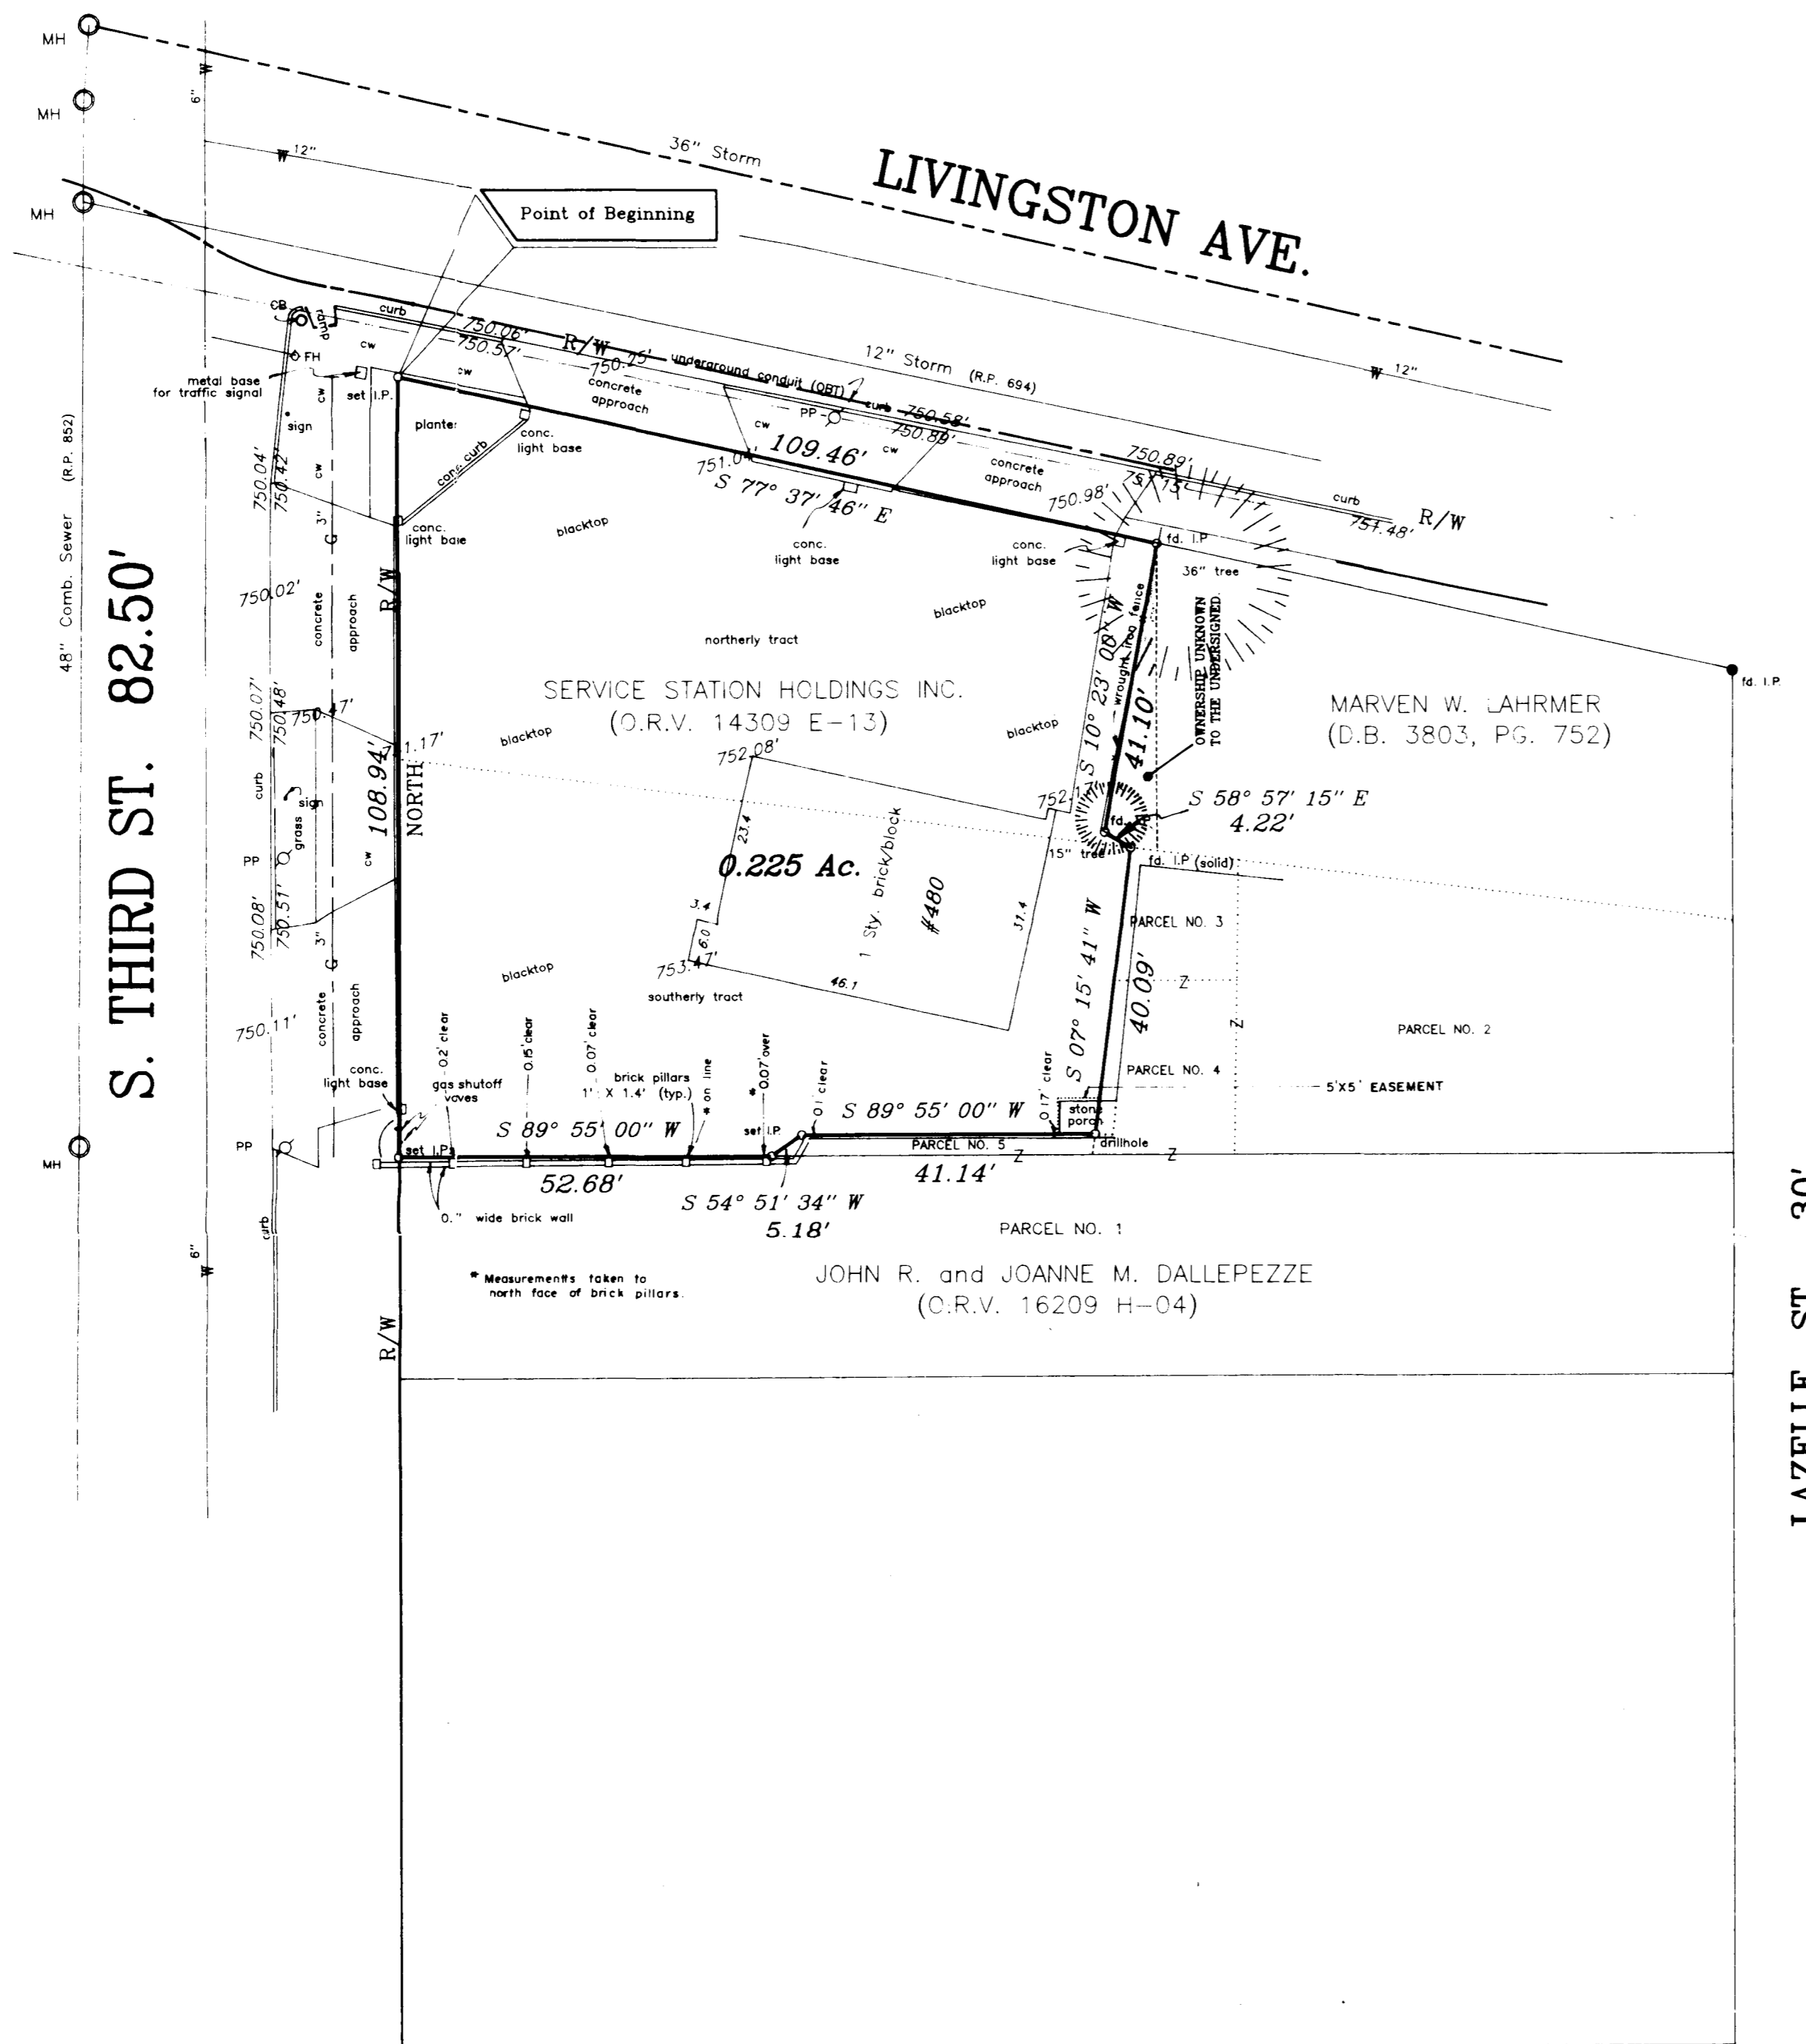 MH
MH
MH
6"
W
W 12"
36" Storm
LIVINGSTON AVE.
Point of Beginning
CB
ramp
curb
750.06'
750.57'
R/W
750.25'
underground conduit (OBT)
12" Storm (R.P. 694)
W 12"
FH
cw
cw
metal base
for traffic signal
set I.P.
concrete
approach
PP
curb
750.58'
750.89'
cw
109.46'
cw
S 77° 37' 46" E
concrete
approach
750.89'
750.98'
curb
751.48'
R/W
sign
cw
cw
3"
G
planter
conc. curb
conc.
light base
conc.
light base
blacktop
conc.
light base
conc.
light base
fd. I.P
36" tree
750.04'
750.42'
48" Comb. Sewer (R.P. 852)
S. THIRD ST. 82.50'
750.02'
concrete
approach
R/W
blacktop
northerly tract
SERVICE STATION HOLDINGS INC.
(O.R.V. 14309 E-13)
S 10° 23' 00" W
wrought iron fence
41.10'
OWNERSHIP UNKNOWN
TO THE UNDERSIGNED.
MARVEN W. LAHRMER
(D.B. 3803, PG. 752)
fd. I.P.
750.07'
750.48'
750.47'
108.94'
NORTH
blacktop
blacktop
752.08'
S 58° 57' 15" E
4.22'
curb
sign
grass
PP
cw
23.4
0.225 Ac.
1 Sty. brick/block
#480
31.4
15" tree
fd. I.P (solid)
750.08'
750.51'
3"
G
3.4
6.0
753.47'
46.1
blacktop
southerly tract
PARCEL NO. 3
S 07° 15' 41" W
40.09'
Z
Z
PARCEL NO. 2
750.11'
concrete
approach
conc.
light base
gas shutoff
0.2' clear
0.15' clear
0.07' clear
brick pillars
1' X 1.4' (typ.)
* on line
* 0.07' over
0.17' clear
PARCEL NO. 4
5'X5' EASEMENT
stone
porch
PP
MH
set I.P.
S 89° 55' 00" W
52.68'
set I.P.
S 89° 55' 00" W
PARCEL NO. 5
Z
Z
drillhole
41.14'
wide brick wall
S 54° 51' 34" W
5.18'
PARCEL NO. 1
curb
6"
W
* Measurements taken to
north face of brick pillars.
JOHN R. and JOANNE M. DALLEPEZZE
(O.R.V. 16209 H-04)
R/W
30'